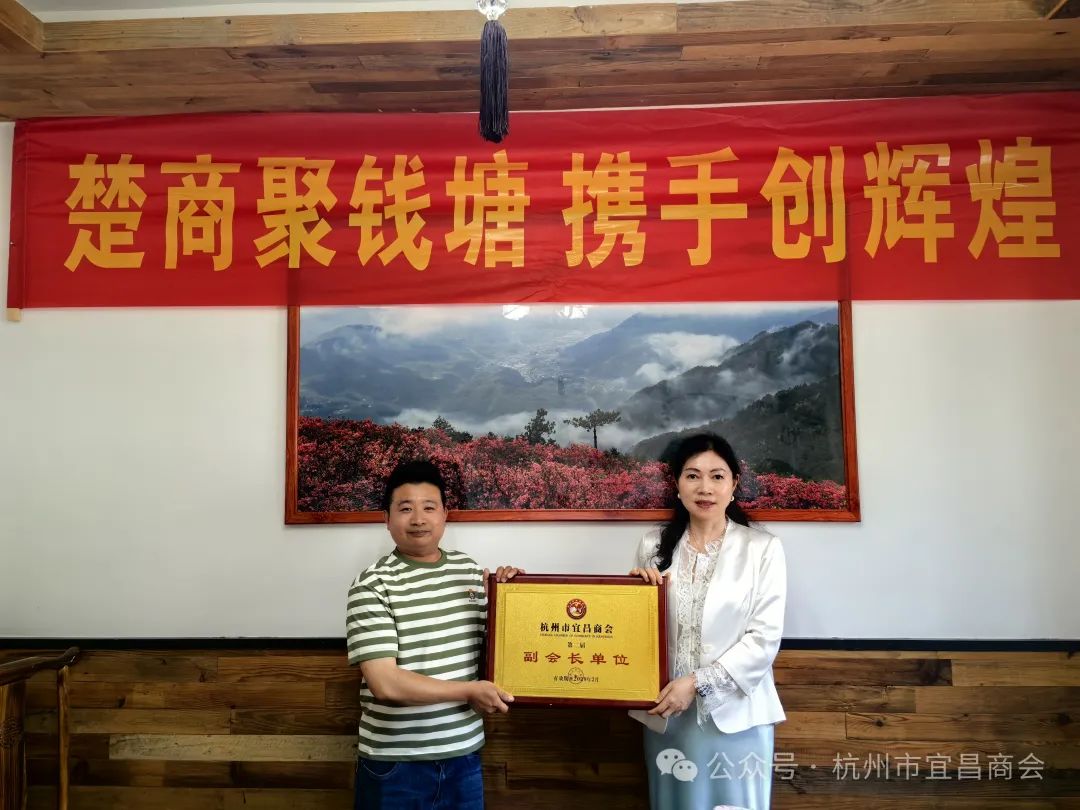 楚商聚钱塘 携手创辉煌
杭州市宜昌商会
副会长单位
公众号 · 杭州市宜昌商会